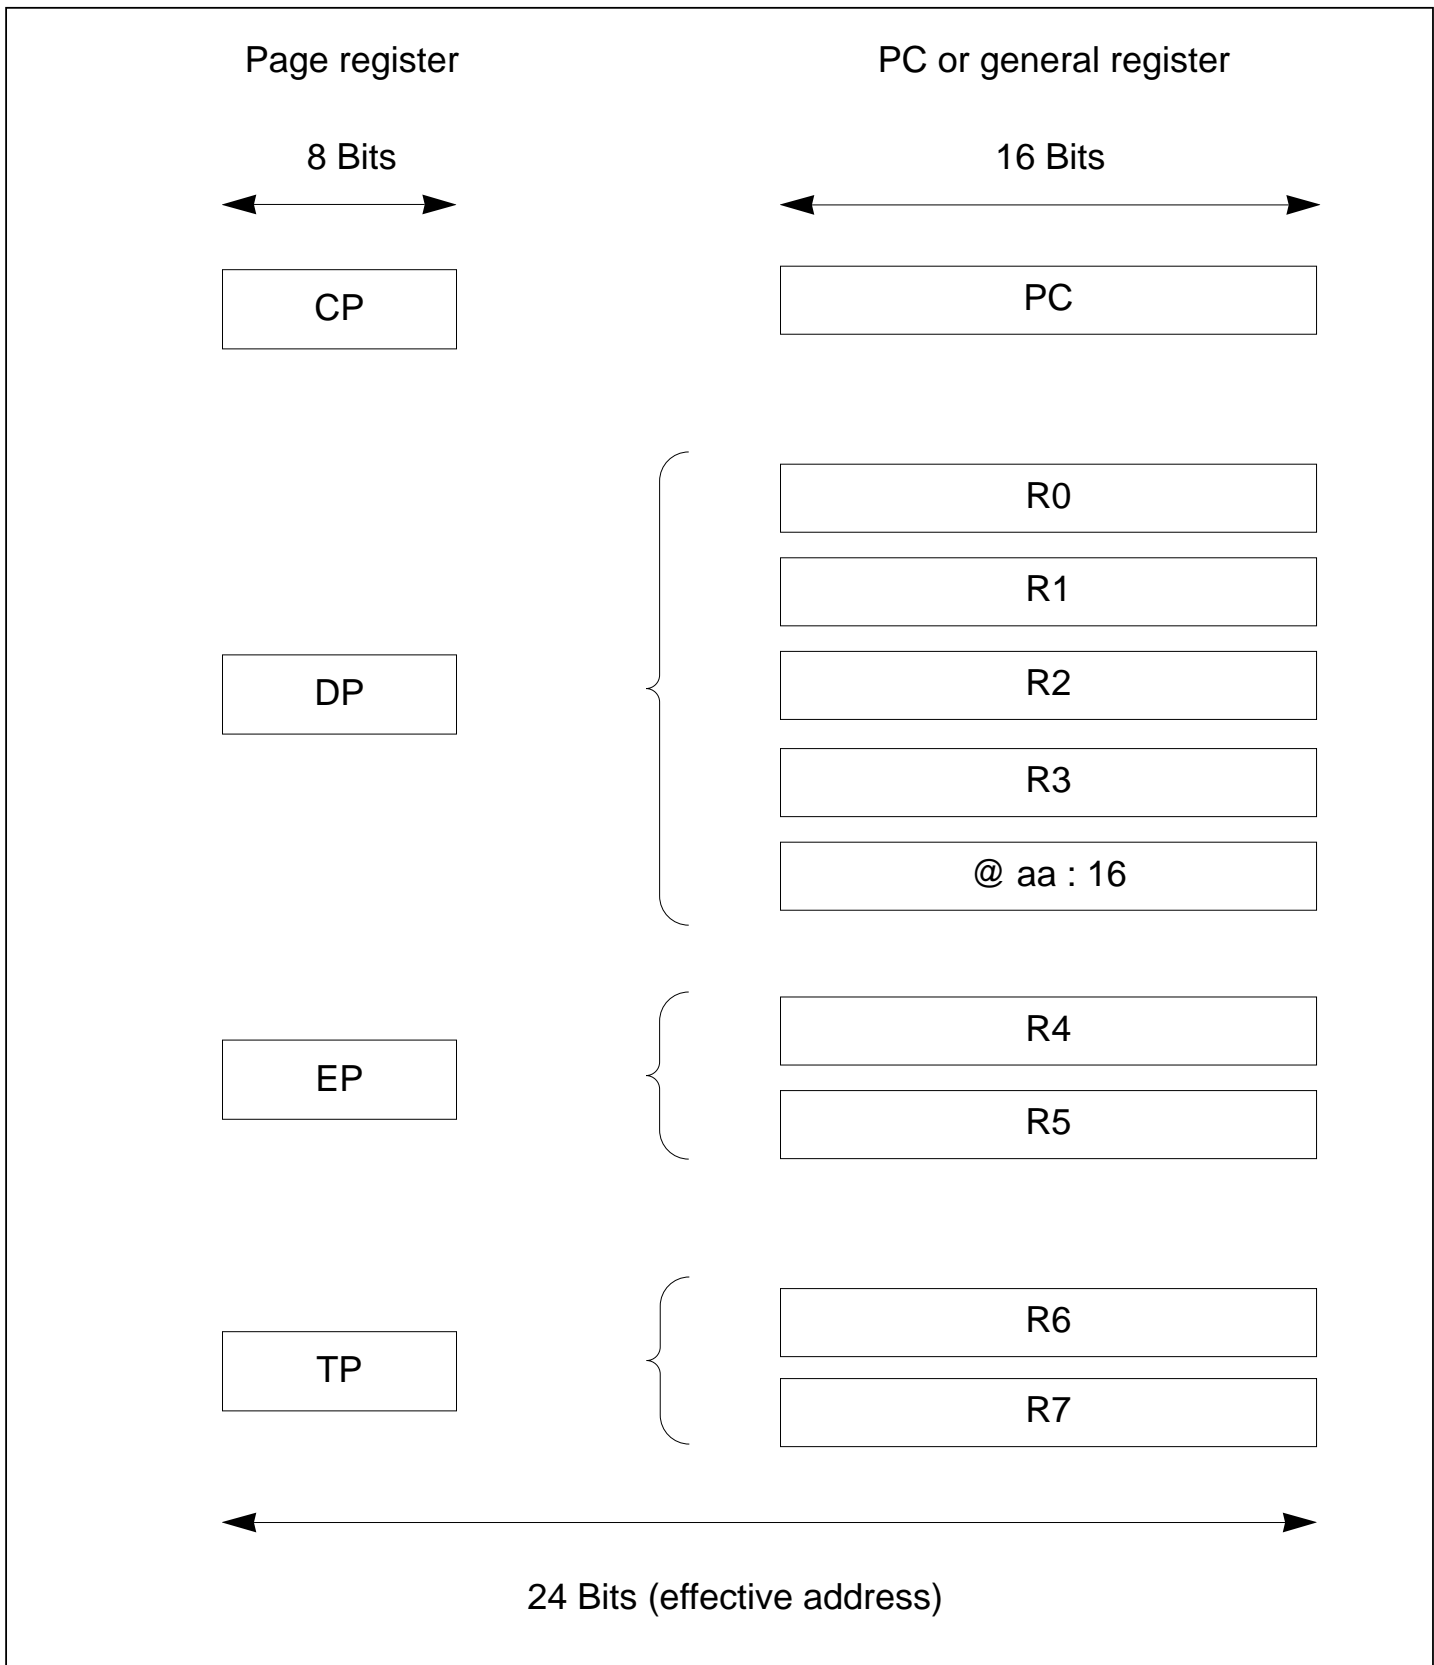 Page register
PC or general register
8 Bits
16 Bits
CP
PC
R0
R1
R2
DP
R3
@ aa : 16
R4
EP
R5
R6
TP
R7
24 Bits (effective address)